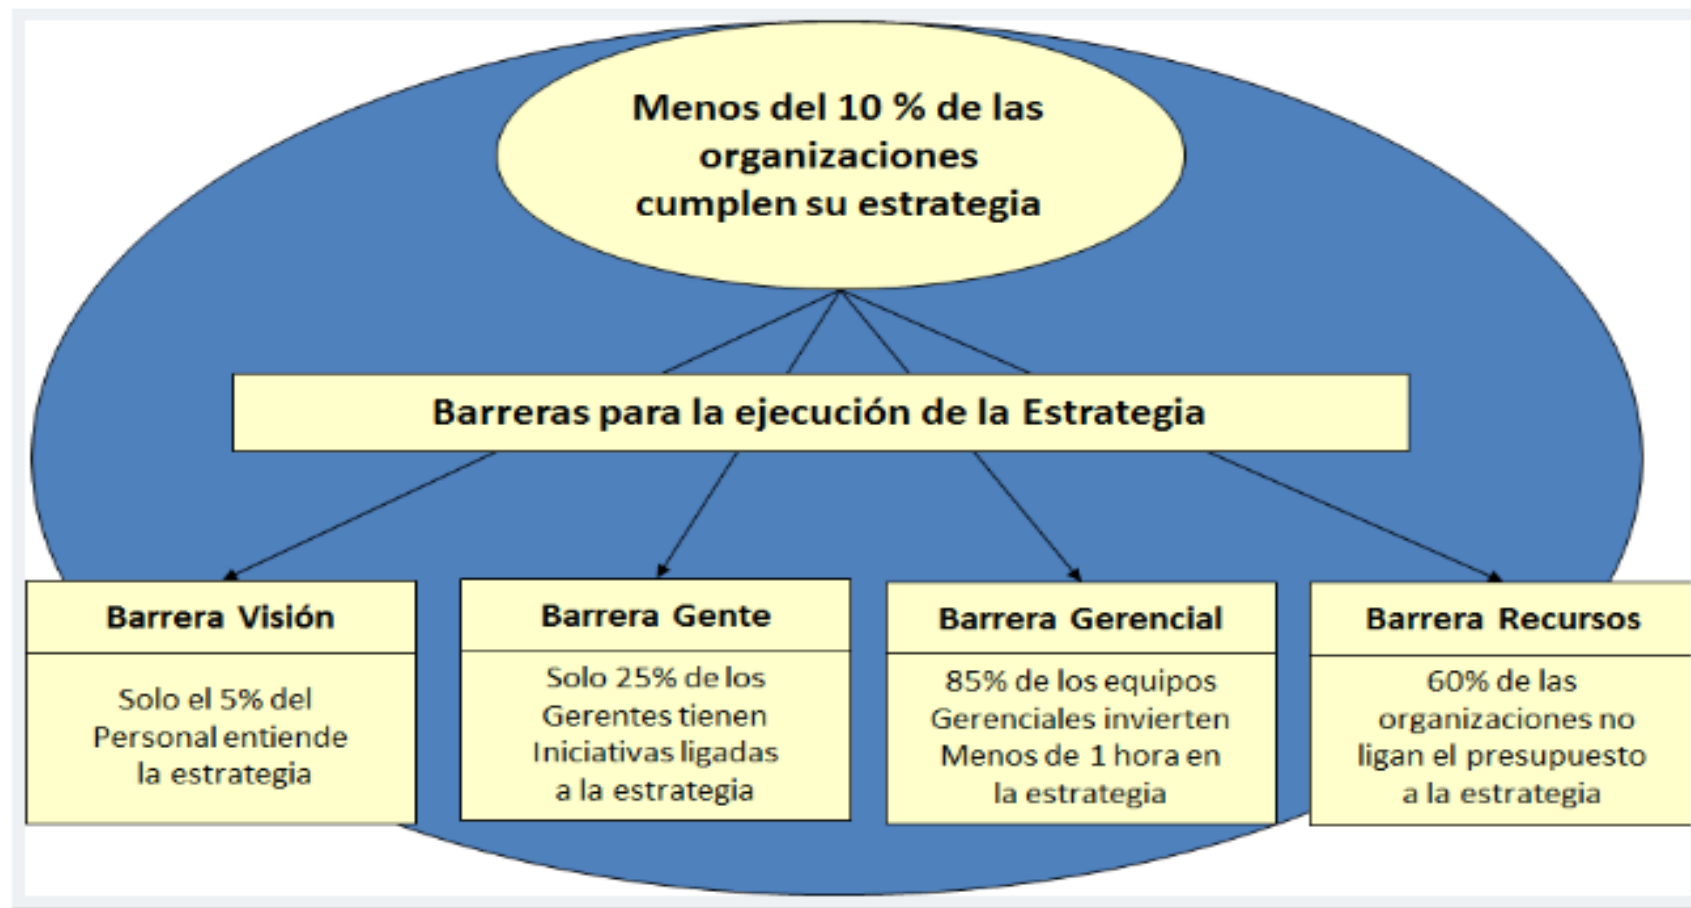 Menos del 10 % de las
organizaciones
cumplen su estrategia
Barreras para la ejecución de la Estrategia
Barrera Visión
Solo el 5% del
Personal entiende
la estrategia
Barrera Gente
Solo 25% de los
Gerentes tienen
Iniciativas ligadas
a la estrategia
Barrera Gerencial
85% de los equipos
Gerenciales invierten
Menos de 1 hora en
la estrategia
Barrera Recursos
60% de las
organizaciones no
ligan el presupuesto
a la estrategia